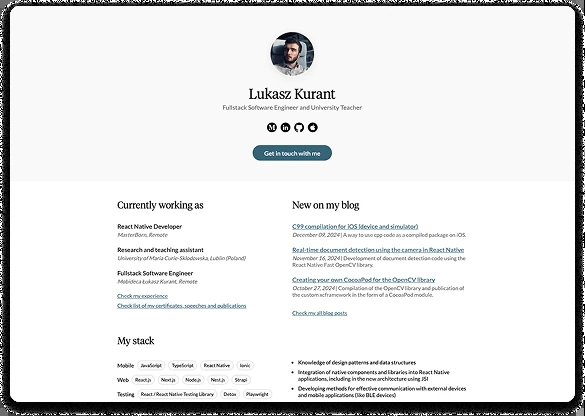 Lukasz Kurant
Fullstack Software Engineer and University Teacher
Get in touch with me
Currently working as
React Native Developer
MasterBorn, Remote
Research and teaching assistant
University of Maria Curie-Sklodowska, Lublin (Poland)
Fullstack Software Engineer
Mobideca Łukasz Kurant, Remote
Check my experience
Check list of my certificates, speeches and publications
New on my blog
C99 compilation for iOS (device and simulator)
December 09, 2024 | A way to use cpp code as a compiled package on iOS.
Real-time document detection using the camera in React Native
November 16, 2024 | Development of document detection code using the
React Native Fast OpenCV library.
Creating your own CocoaPod for the OpenCV library
October 27, 2024 | Compilation of the OpenCV library and publication of
the custom xcframework in the form of a CocoaPod module.
Check my all blog posts
My stack
Mobile JavaScript TypeScript React Native Ionic
Web React.js Next.js Node.js Nest.js Strapi
Testing React / React Native Testing Library Detox Playwright
Knowledge of design patterns and data structures
Integration of native components and libraries into React Native
applications, including in the new architecture using JSI
Developing methods for effective communication with external devices
and mobile applications (like BLE devices)